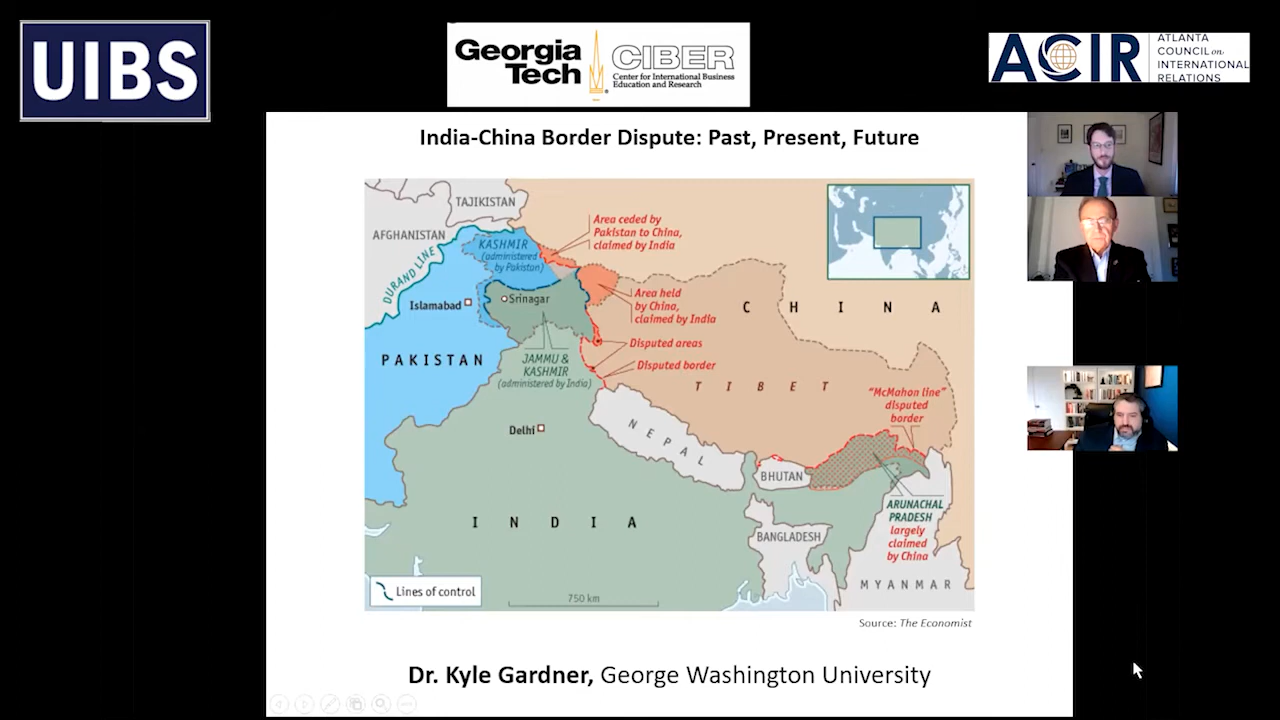 UIBS
Georgia
Tech
CIBER
Center for International Business
Education and Research
ACIR
ATLANTA
COUNCIL on
INTERNATIONAL
RELATIONS
India-China Border Dispute: Past, Present, Future
TAJIKISTAN
AFGHANISTAN
DURAND LINE
KASHMIR
(administered
by Pakistan)
Area ceded by
Pakistan to China,
claimed by India
Islamabad
Srinagar
Area held
by China,
claimed by India
CHINA
PAKISTAN
JAMMU &
KASHMIR
(administered by India)
Disputed areas
Disputed border
TIBET
"McMahon line"
disputed
border
Delhi
NEPAL
BHUTAN
INDIA
BANGLADESH
ARUNACHAL
PRADESH
largely
claimed
by China
MYANMAR
Lines of control
750 km
Source: The Economist
Dr. Kyle Gardner, George Washington University